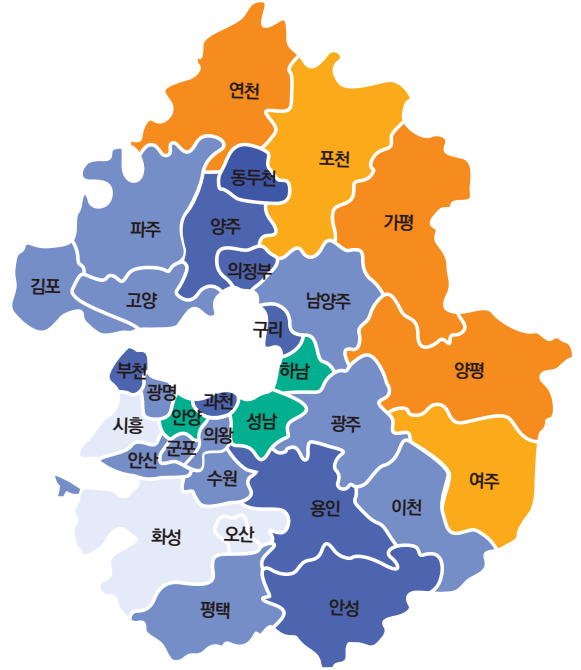 연천
포천
동두천
가평
파주
양주
의정부
김포
고양
남양주
구리
부천
하남
양평
광명
과천
시흥
안양
의왕
성남
광주
군포
안산
수원
여주
용인
이천
화성
오산
평택
안성